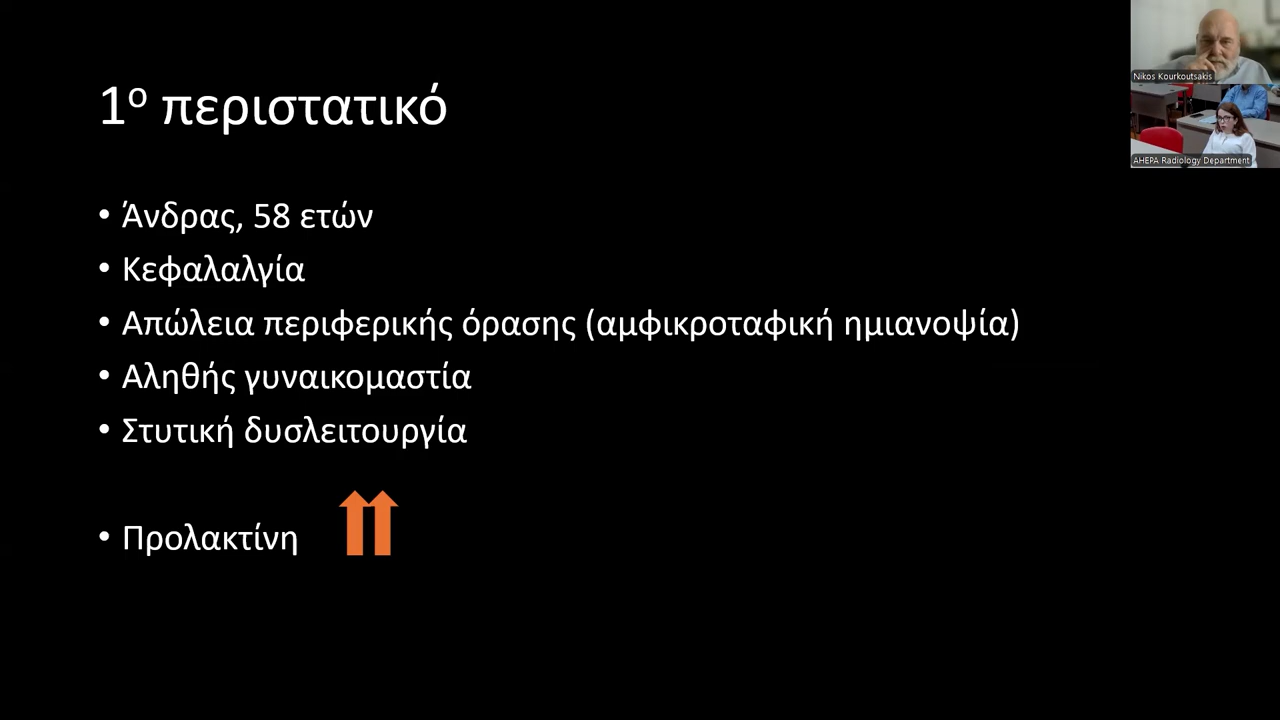 1ο περιστατικό
• Άνδρας, 58 ετών
• Κεφαλαλγία
• Απώλεια περιφερικής όρασης (αμφικροταφική ημιανοψία)
• Αληθής γυναικομαστία
• Στυτική δυσλειτουργία
• Προλακτίνη
Nikos Kourkoutsakis
AHEPA Radiology Department